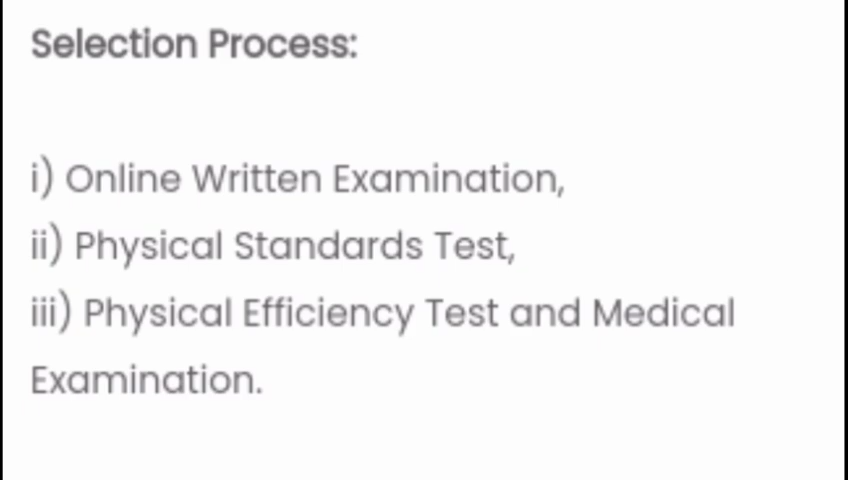 Selection Process:
i) Online Written Examination,
ii) Physical Standards Test,
iii) Physical Efficiency Test and Medical
Examination.